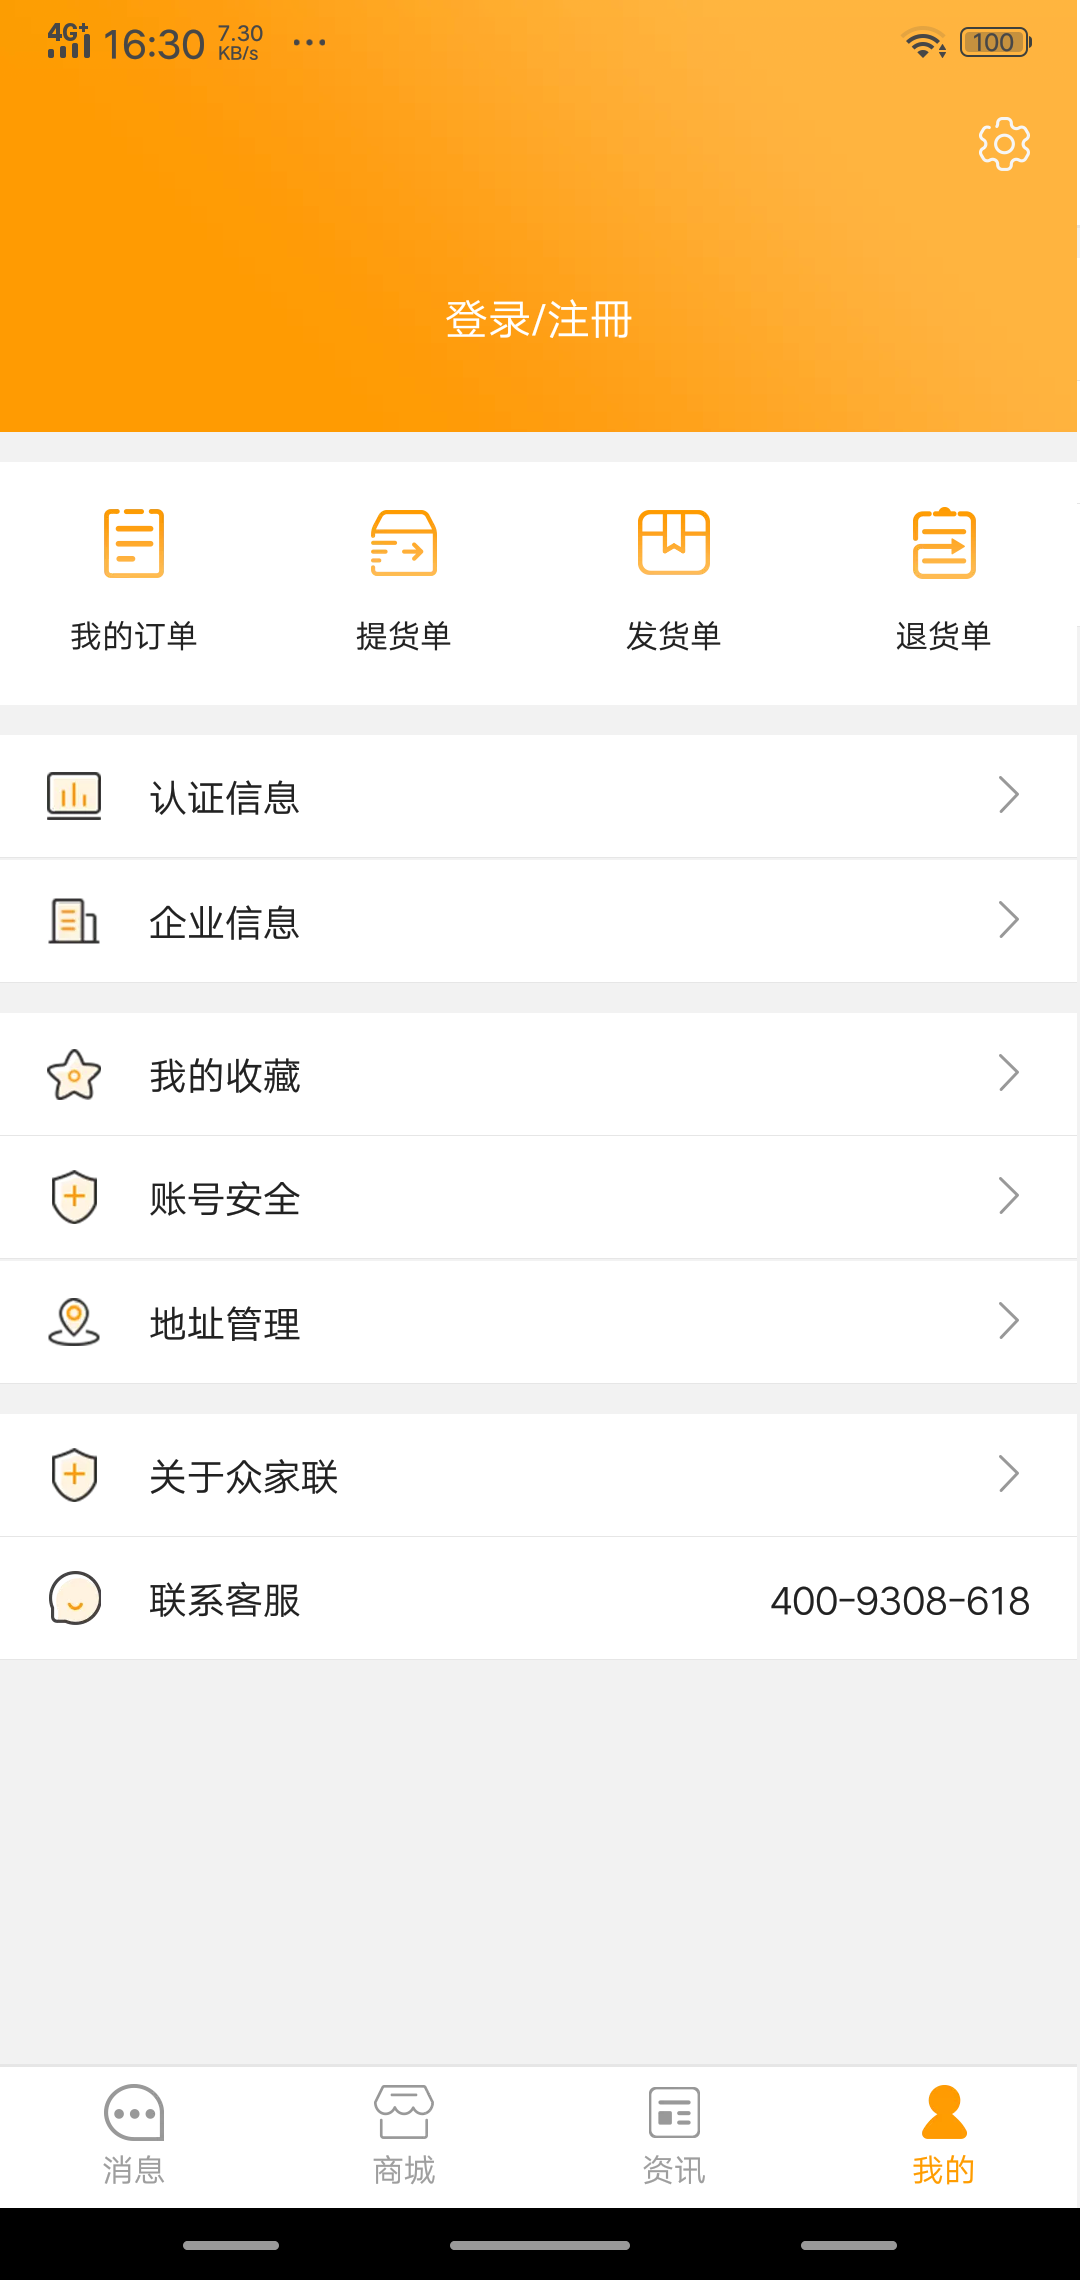 4G+ 16:30 7.30 KB/s ... 100
登录/注冊
我的订单 提货单 发货单 退货单
认证信息
企业信息
我的收藏
账号安全
地址管理
关于众家联
联系客服 400-9308-618
消息 商城 资讯 我的